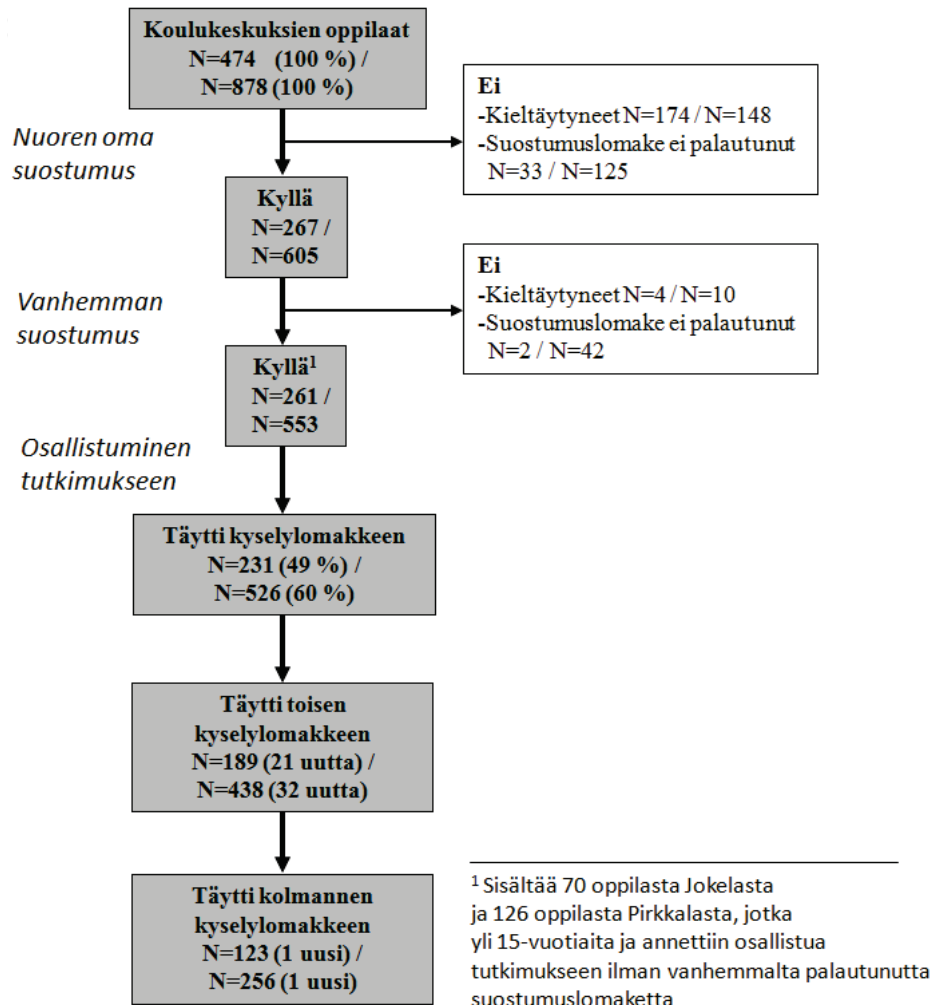 Koulukeskuksien oppilaat
N=474 (100 %) /
N=878 (100 %)
Nuoren oma
suostumus
Ei
-Kieltäytyneet N=174 / N=148
-Suostumuslomake ei palautunut
N=33 / N=125
Kyllä
N=267 /
N=605
Vanhemman
suostumus
Ei
-Kieltäytyneet N=4 / N=10
-Suostumuslomake ei palautunut
N=2 / N=42
Kyllä¹
N=261 /
N=553
Osallistuminen
tutkimukseen
Täytti kyselylomakkeen
N=231 (49 %) /
N=526 (60 %)
Täytti toisen
kyselylomakkeen
N=189 (21 uutta) /
N=438 (32 uutta)
Täytti kolmannen
kyselylomakkeen
N=123 (1 uusi) /
N=256 (1 uusi)
¹ Sisältää 70 oppilasta Jokelasta
ja 126 oppilasta Pirkkalasta, jotka
yli 15-vuotiaita ja annettiin osallistua
tutkimukseen ilman vanhemmalta palautunutta
suostumuslomaketta